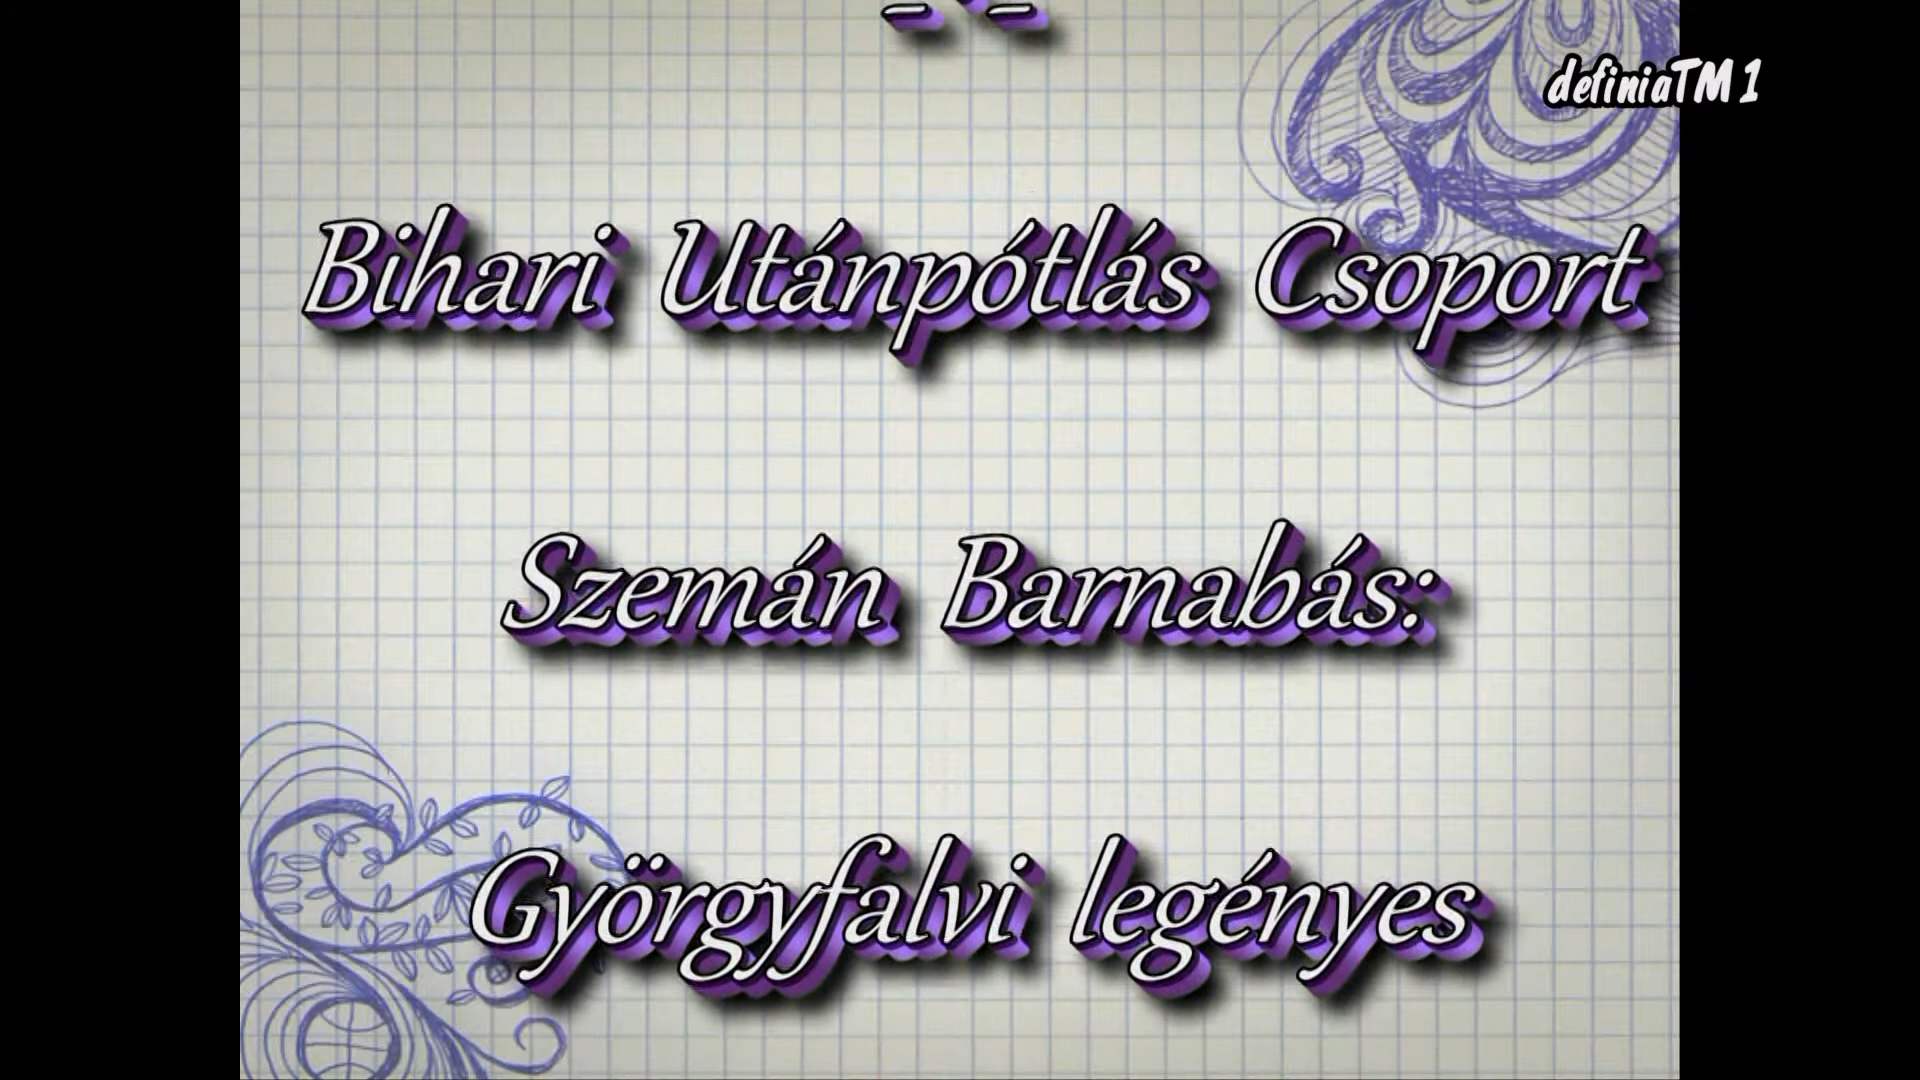 definiaTM1
Bihari Utánpótlás Csoport
Szemán Barnabás:
Györgyfalvi legényes